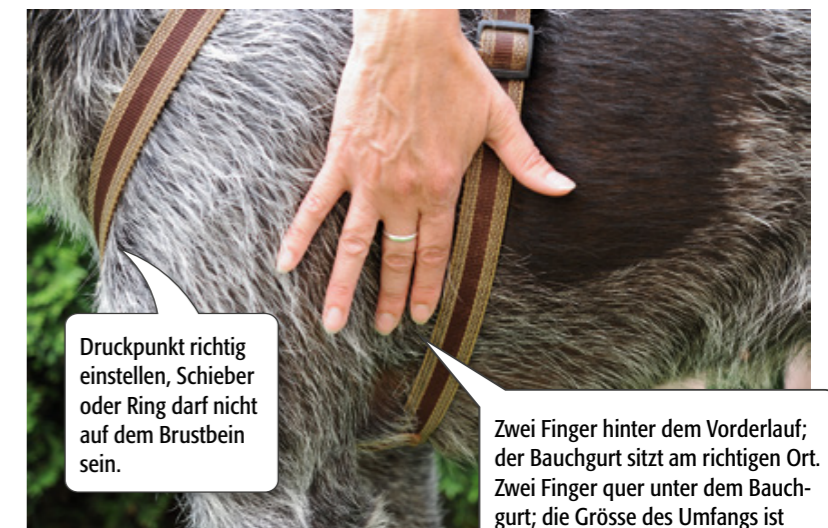 Druckpunkt richtig
einstellen, Schieber
oder Ring darf nicht
auf dem Brustbein
sein.
Zwei Finger hinter dem Vorderlauf;
der Bauchgurt sitzt am richtigen Ort.
Zwei Finger quer unter dem Bauch-
gurt; die Grösse des Umfangs ist